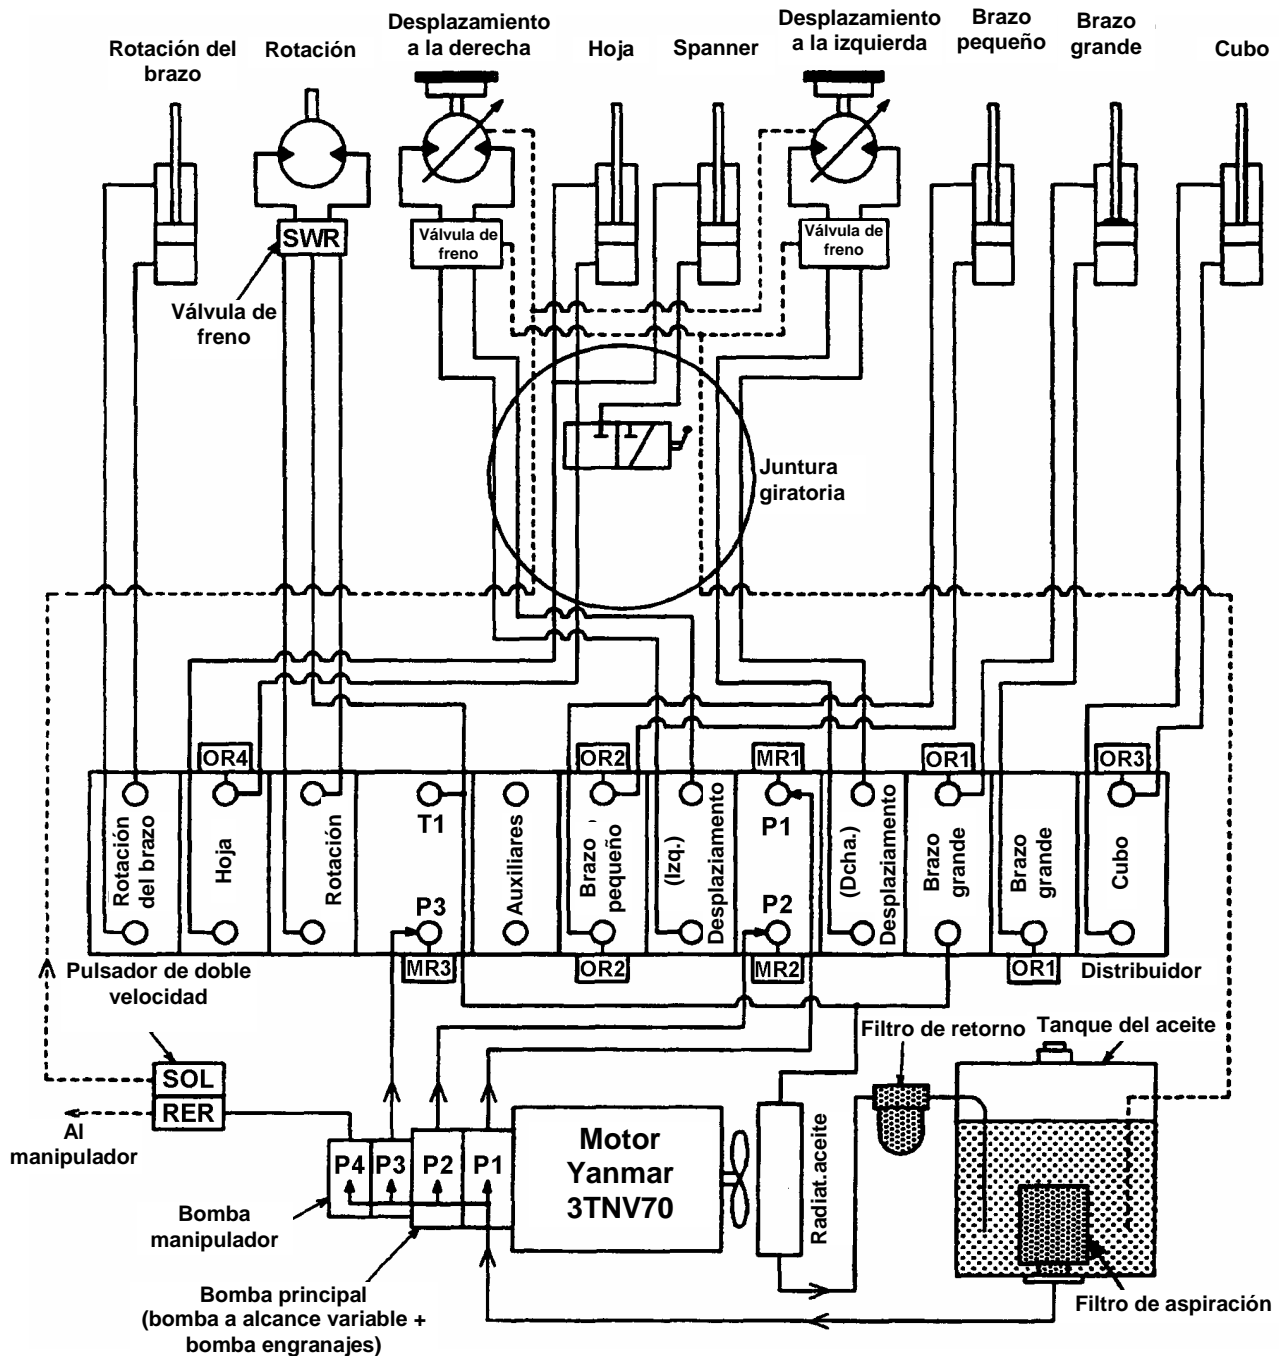 Rotación del
brazo
Rotación
Desplazamiento
a la derecha
Hoja
Spanner
Desplazamiento
a la izquierda
Brazo
pequeño
Brazo
grande
Cubo
SWR
Válvula de
freno
Válvula de
freno
Válvula de
freno
Juntura
giratoria
OR4
OR2
MR1
OR1
OR3
Rotación
del brazo
Hoja
Rotación
T1
P3
Auxiliares
Brazo
pequeño
(Izq.)
Desplaziamento
P1
P2
(Dcha.)
Desplaziamento
Brazo
grande
Brazo
grande
Cubo
MR3
OR2
MR2
OR1
Distribuidor
Pulsador de doble
velocidad
SOL
RER
Al
manipulador
Filtro de retorno
Tanque del aceite
P4
P3
P2
P1
Motor
Yanmar
3TNV70
Radiat.aceite
Bomba
manipulador
Bomba principal
(bomba a alcance variable +
bomba engranajes)
Filtro de aspiración